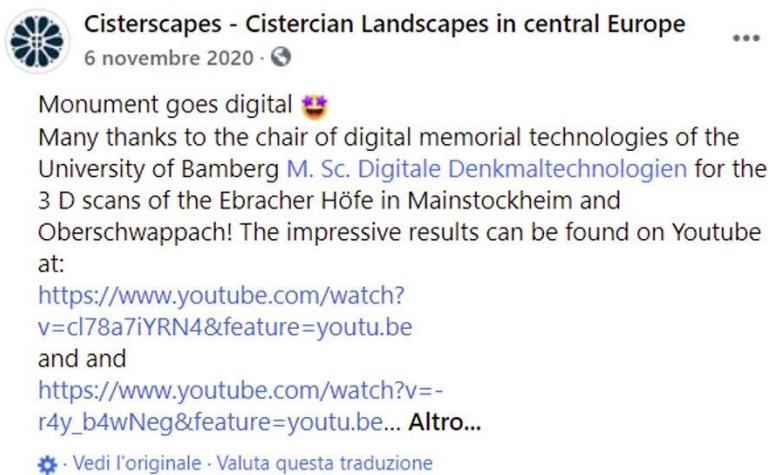 Cisterscapes - Cistercian Landscapes in central Europe
6 novembre 2020 ·
Monument goes digital 🤩
Many thanks to the chair of digital memorial technologies of the
University of Bamberg M. Sc. Digitale Denkmaltechnologien for the
3 D scans of the Ebracher Höfe in Mainstockheim and
Oberschwappach! The impressive results can be found on Youtube
at:
https://www.youtube.com/watch?
v=cl78a7iYRN4&feature=youtu.be
and and
https://www.youtube.com/watch?v=-
r4y_b4wNeg&feature=youtu.be... Altro...
· Vedi l'originale · Valuta questa traduzione